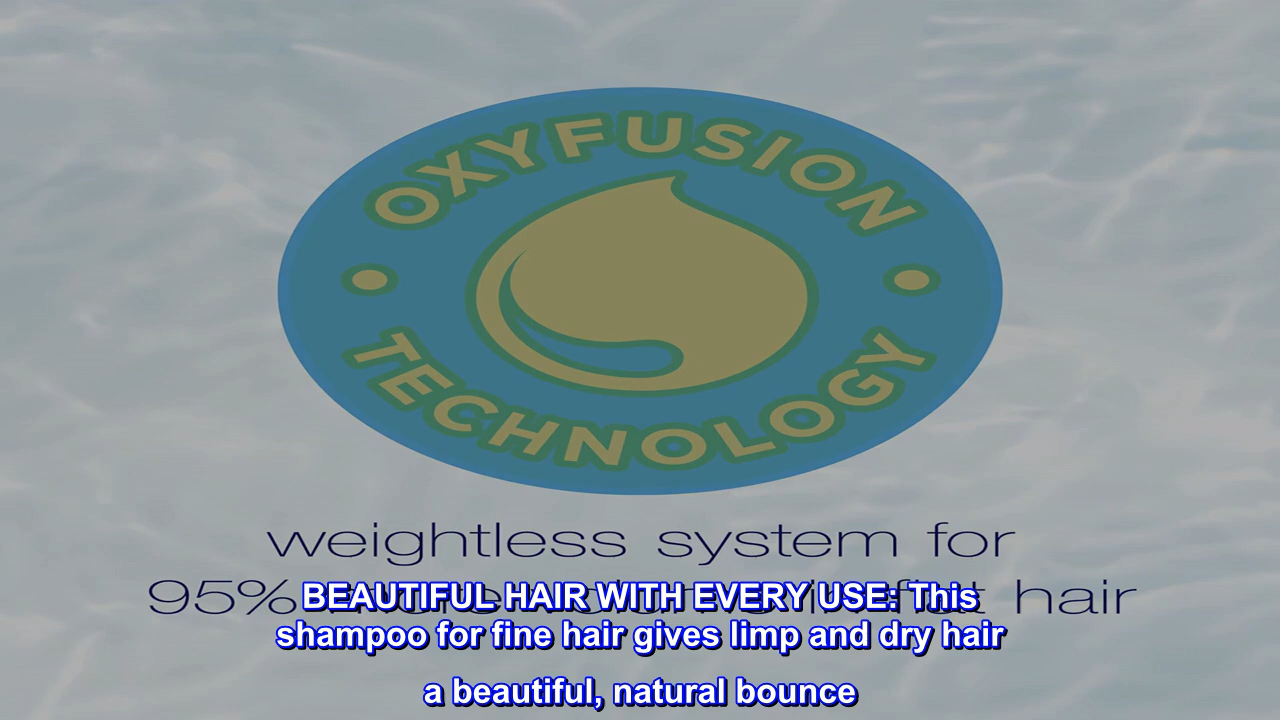 OXYFUSION
TECHNOLOGY
weightless system for
95% hair
BEAUTIFUL HAIR WITH EVERY USE: This
shampoo for fine hair gives limp and dry hair
a beautiful, natural bounce